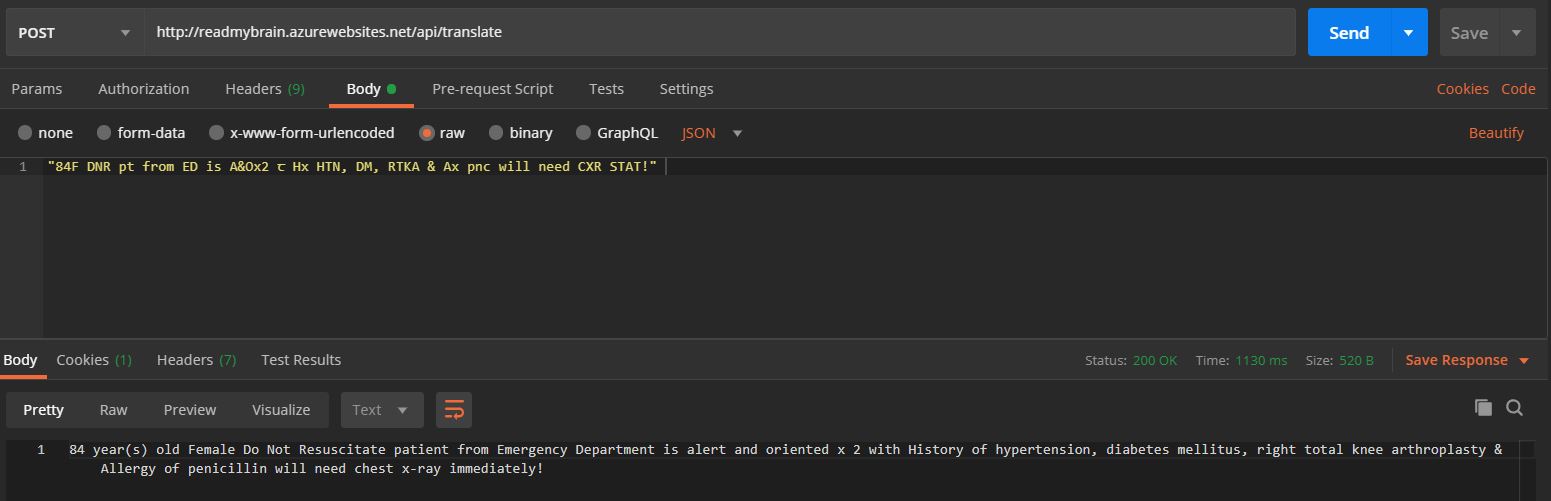 POST http://readmybrain.azurewebsites.net/api/translate Send Save
Params Authorization Headers (9) Body Pre-request Script Tests Settings Cookies Code
none form-data x-www-form-urlencoded raw binary GraphQL JSON Beautify
1 "84F DNR pt from ED is A&Ox2 τ Hx HTN, DM, RTKA & Ax pnc will need CXR STAT!"
Body Cookies (1) Headers (7) Test Results Status: 200 OK Time: 1130 ms Size: 520 B Save Response
Pretty Raw Preview Visualize Text
1 84 year(s) old Female Do Not Resuscitate patient from Emergency Department is alert and oriented x 2 with History of hypertension, diabetes mellitus, right total knee arthroplasty &
Allergy of penicillin will need chest x-ray immediately!